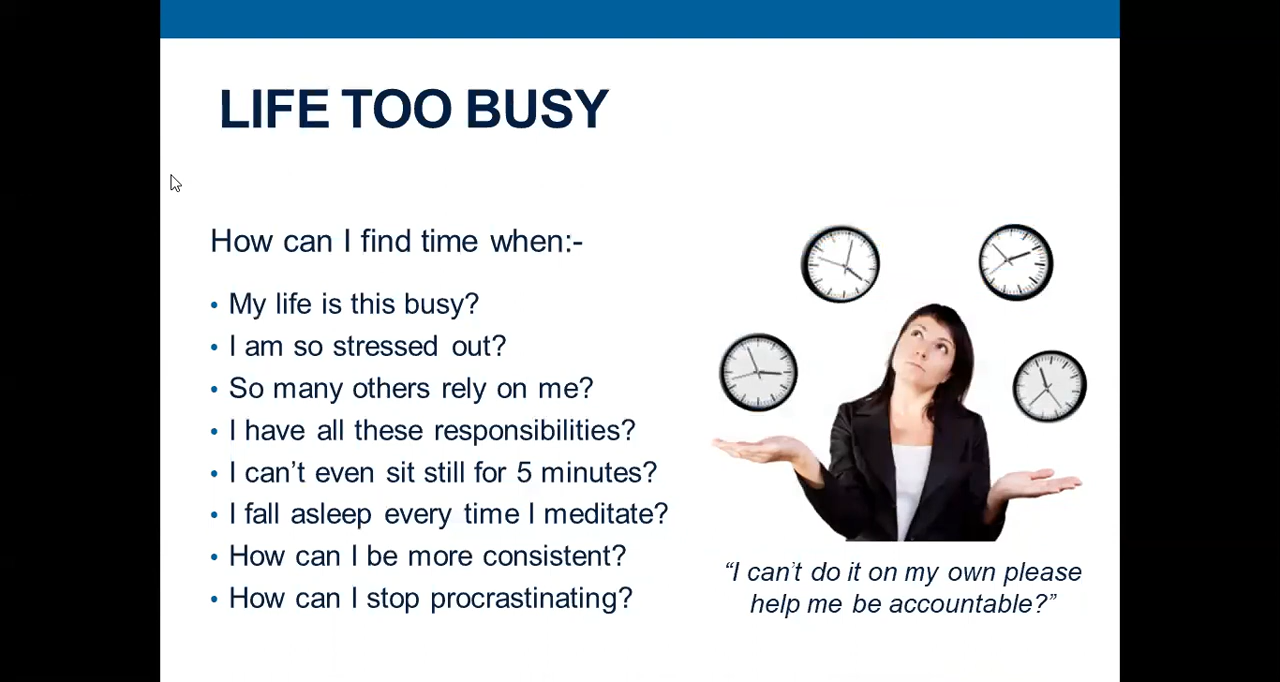 LIFE TOO BUSY
How can I find time when:-
• My life is this busy?
• I am so stressed out?
• So many others rely on me?
• I have all these responsibilities?
• I can’t even sit still for 5 minutes?
• I fall asleep every time I meditate?
• How can I be more consistent?
• How can I stop procrastinating?
“I can’t do it on my own please
help me be accountable?”